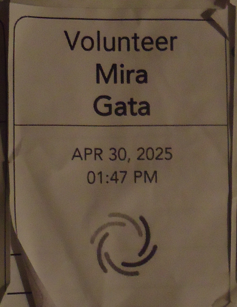 Volunteer
Mira
Gata
APR 30, 2025
01:47 PM